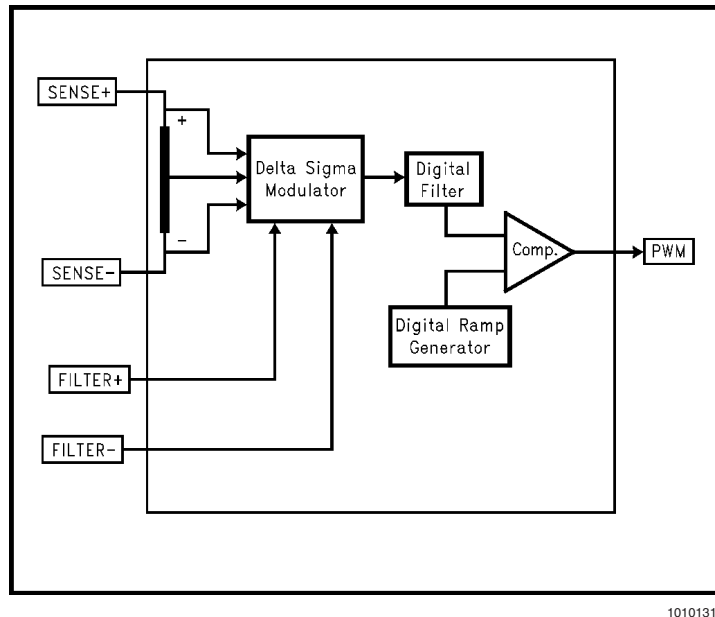 SENSE+
+
Delta Sigma
Modulator
Digital
Filter
Comp.
PWM
-
SENSE-
Digital Ramp
Generator
FILTER+
FILTER-
1010131